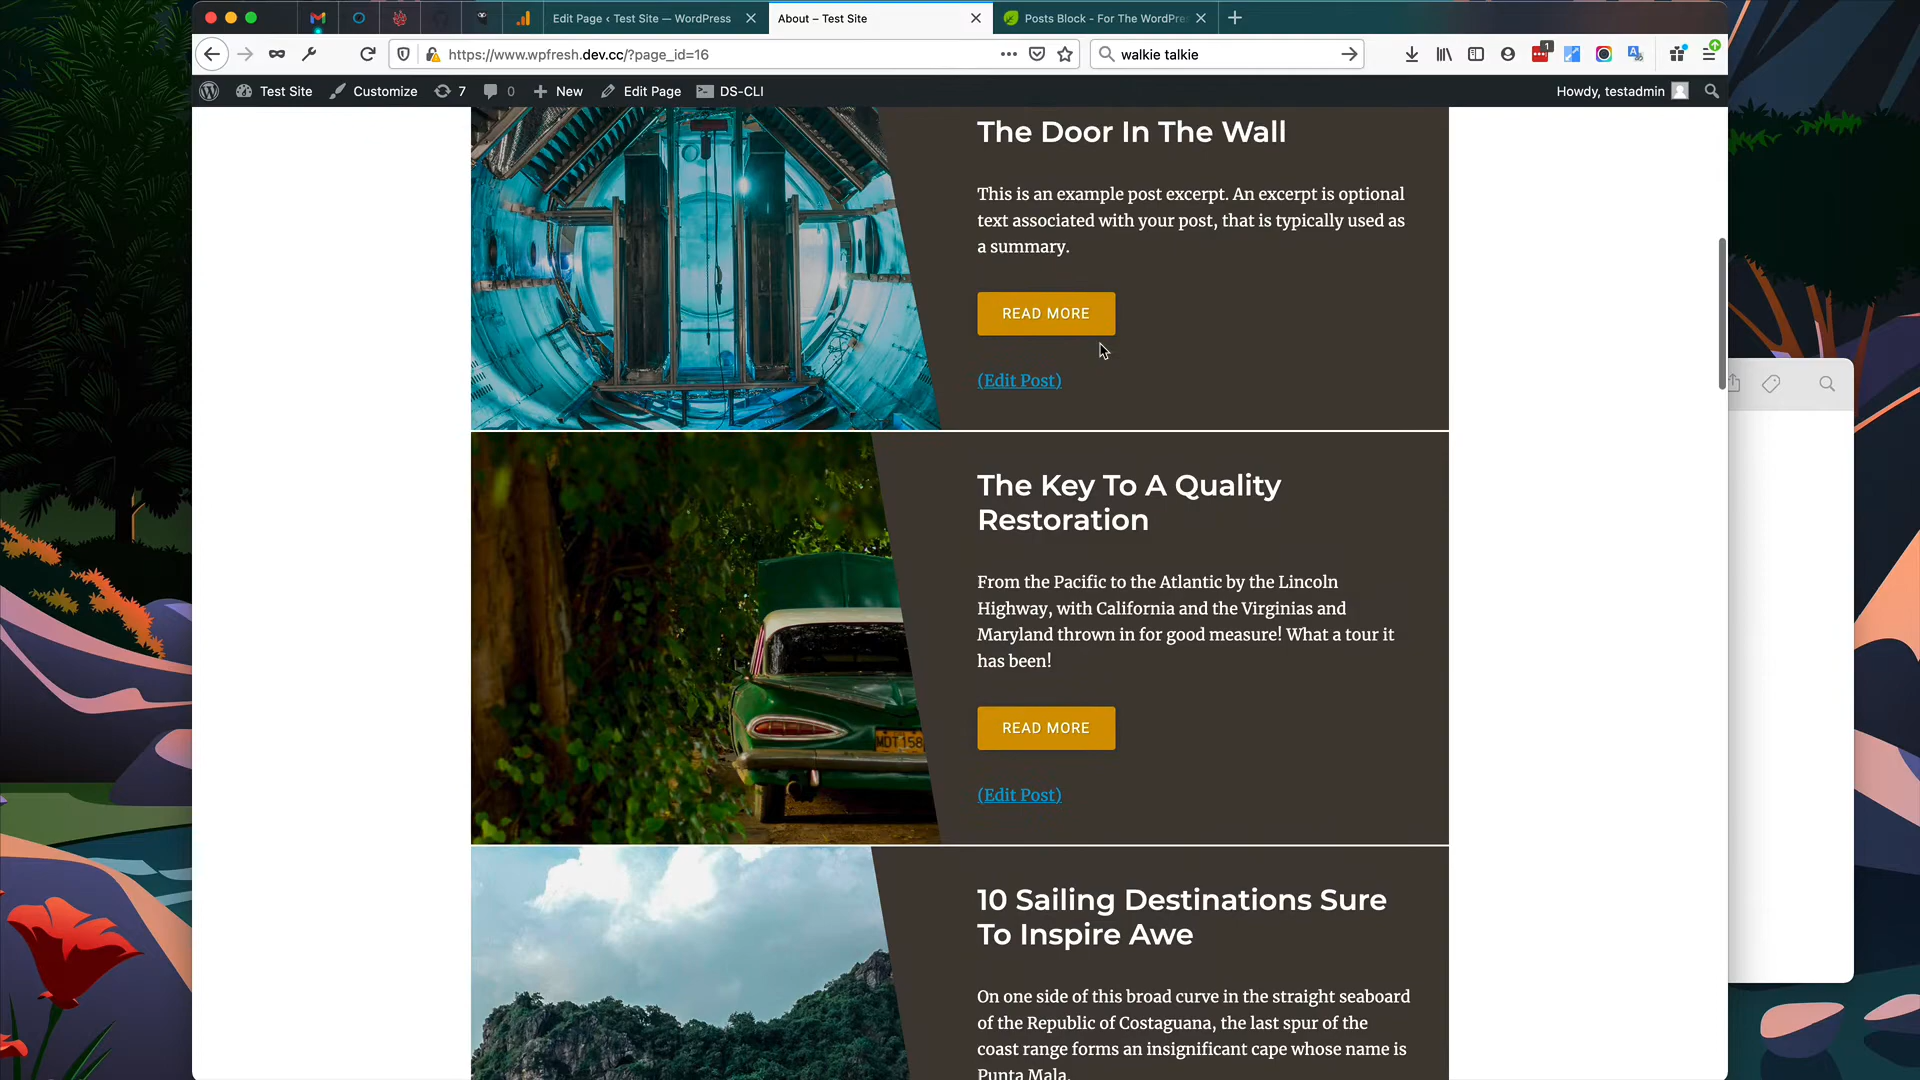 Edit Page ‹ Test Site — WordPress
About – Test Site
Posts Block - For The WordPre
https://www.wpfresh.dev.cc/?page_id=16
walkie talkie
1
Test Site
Customize
7
0
New
Edit Page
DS-CLI
Howdy, testadmin
The Door In The Wall
This is an example post excerpt. An excerpt is optional
text associated with your post, that is typically used as
a summary.
READ MORE
(Edit Post)
The Key To A Quality
Restoration
From the Pacific to the Atlantic by the Lincoln
Highway, with California and the Virginias and
Maryland thrown in for good measure! What a tour it
has been!
READ MORE
(Edit Post)
MDT158
10 Sailing Destinations Sure
To Inspire Awe
On one side of this broad curve in the straight seaboard
of the Republic of Costaguana, the last spur of the
coast range forms an insignificant cape whose name is
Punta Mala.